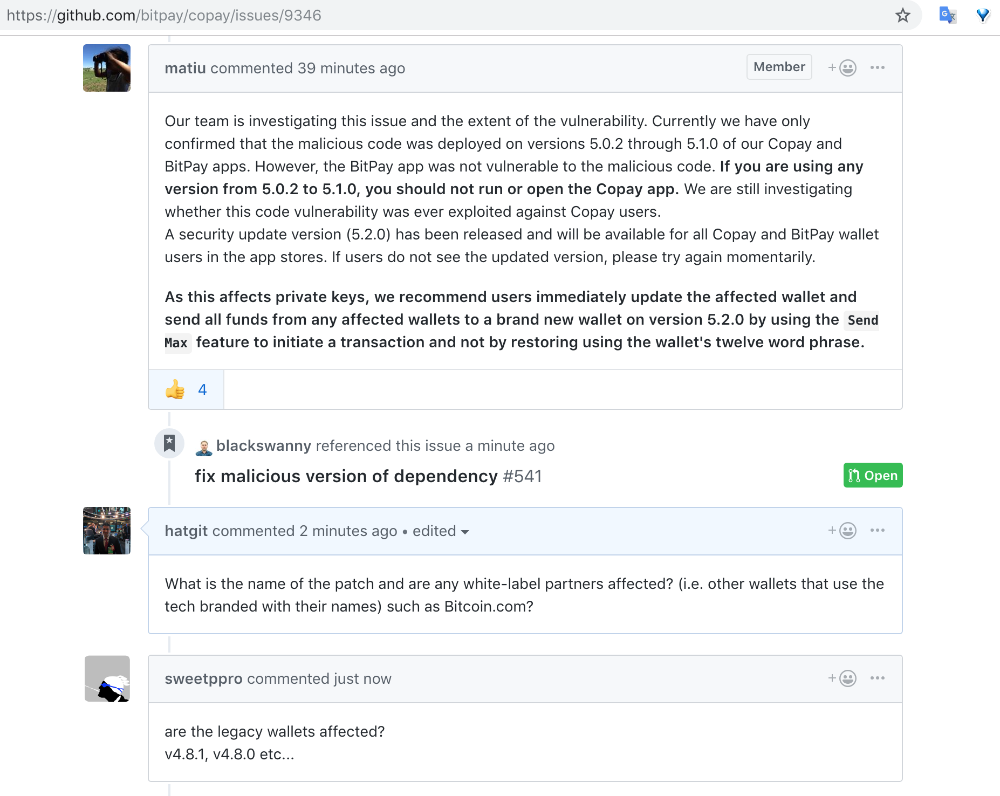 https://github.com/bitpay/copay/issues/9346
matiu commented 39 minutes ago
Member
Our team is investigating this issue and the extent of the vulnerability. Currently we have only
confirmed that the malicious code was deployed on versions 5.0.2 through 5.1.0 of our Copay and
BitPay apps. However, the BitPay app was not vulnerable to the malicious code. If you are using any
version from 5.0.2 to 5.1.0, you should not run or open the Copay app. We are still investigating
whether this code vulnerability was ever exploited against Copay users.
A security update version (5.2.0) has been released and will be available for all Copay and BitPay wallet
users in the app stores. If users do not see the updated version, please try again momentarily.
As this affects private keys, we recommend users immediately update the affected wallet and
send all funds from any affected wallets to a brand new wallet on version 5.2.0 by using the Send
Max feature to initiate a transaction and not by restoring using the wallet's twelve word phrase.
4
blackswanny referenced this issue a minute ago
fix malicious version of dependency #541
Open
hatgit commented 2 minutes ago • edited
What is the name of the patch and are any white-label partners affected? (i.e. other wallets that use the
tech branded with their names) such as Bitcoin.com?
sweetppro commented just now
are the legacy wallets affected?
v4.8.1, v4.8.0 etc...